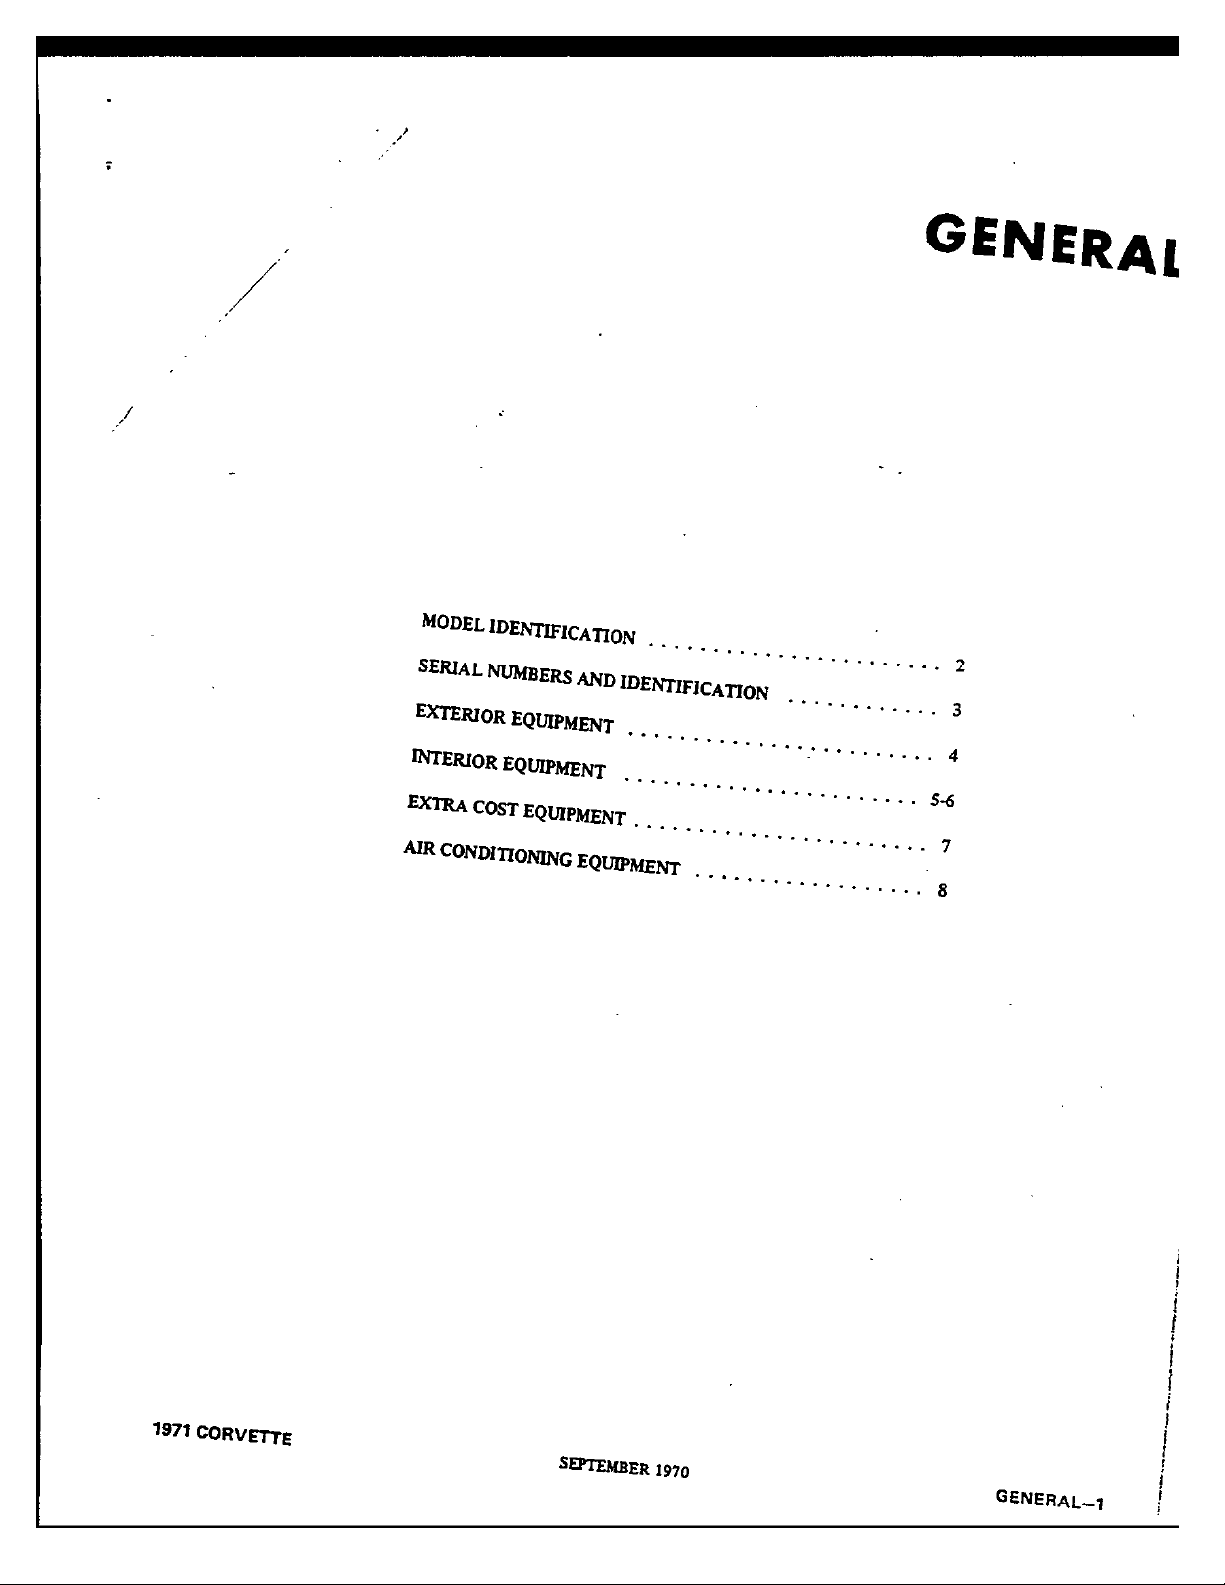 GENERAL
MODEL IDENTIFICATION . . . . . . . . . . . . . . . . . . . . . . . 2
SERIAL NUMBERS AND IDENTIFICATION . . . . . . . . . . . . 3
EXTERIOR EQUIPMENT . . . . . . . . . . . . . . . . . . . . . . . . 4
INTERIOR EQUIPMENT . . . . . . . . . . . . . . . . . . . . . . . 5-6
EXTRA COST EQUIPMENT . . . . . . . . . . . . . . . . . . . . . . . 7
AIR CONDITIONING EQUIPMENT . . . . . . . . . . . . . . . . . . 8
1971 CORVETTE
SEPTEMBER 1970
GENERAL–1